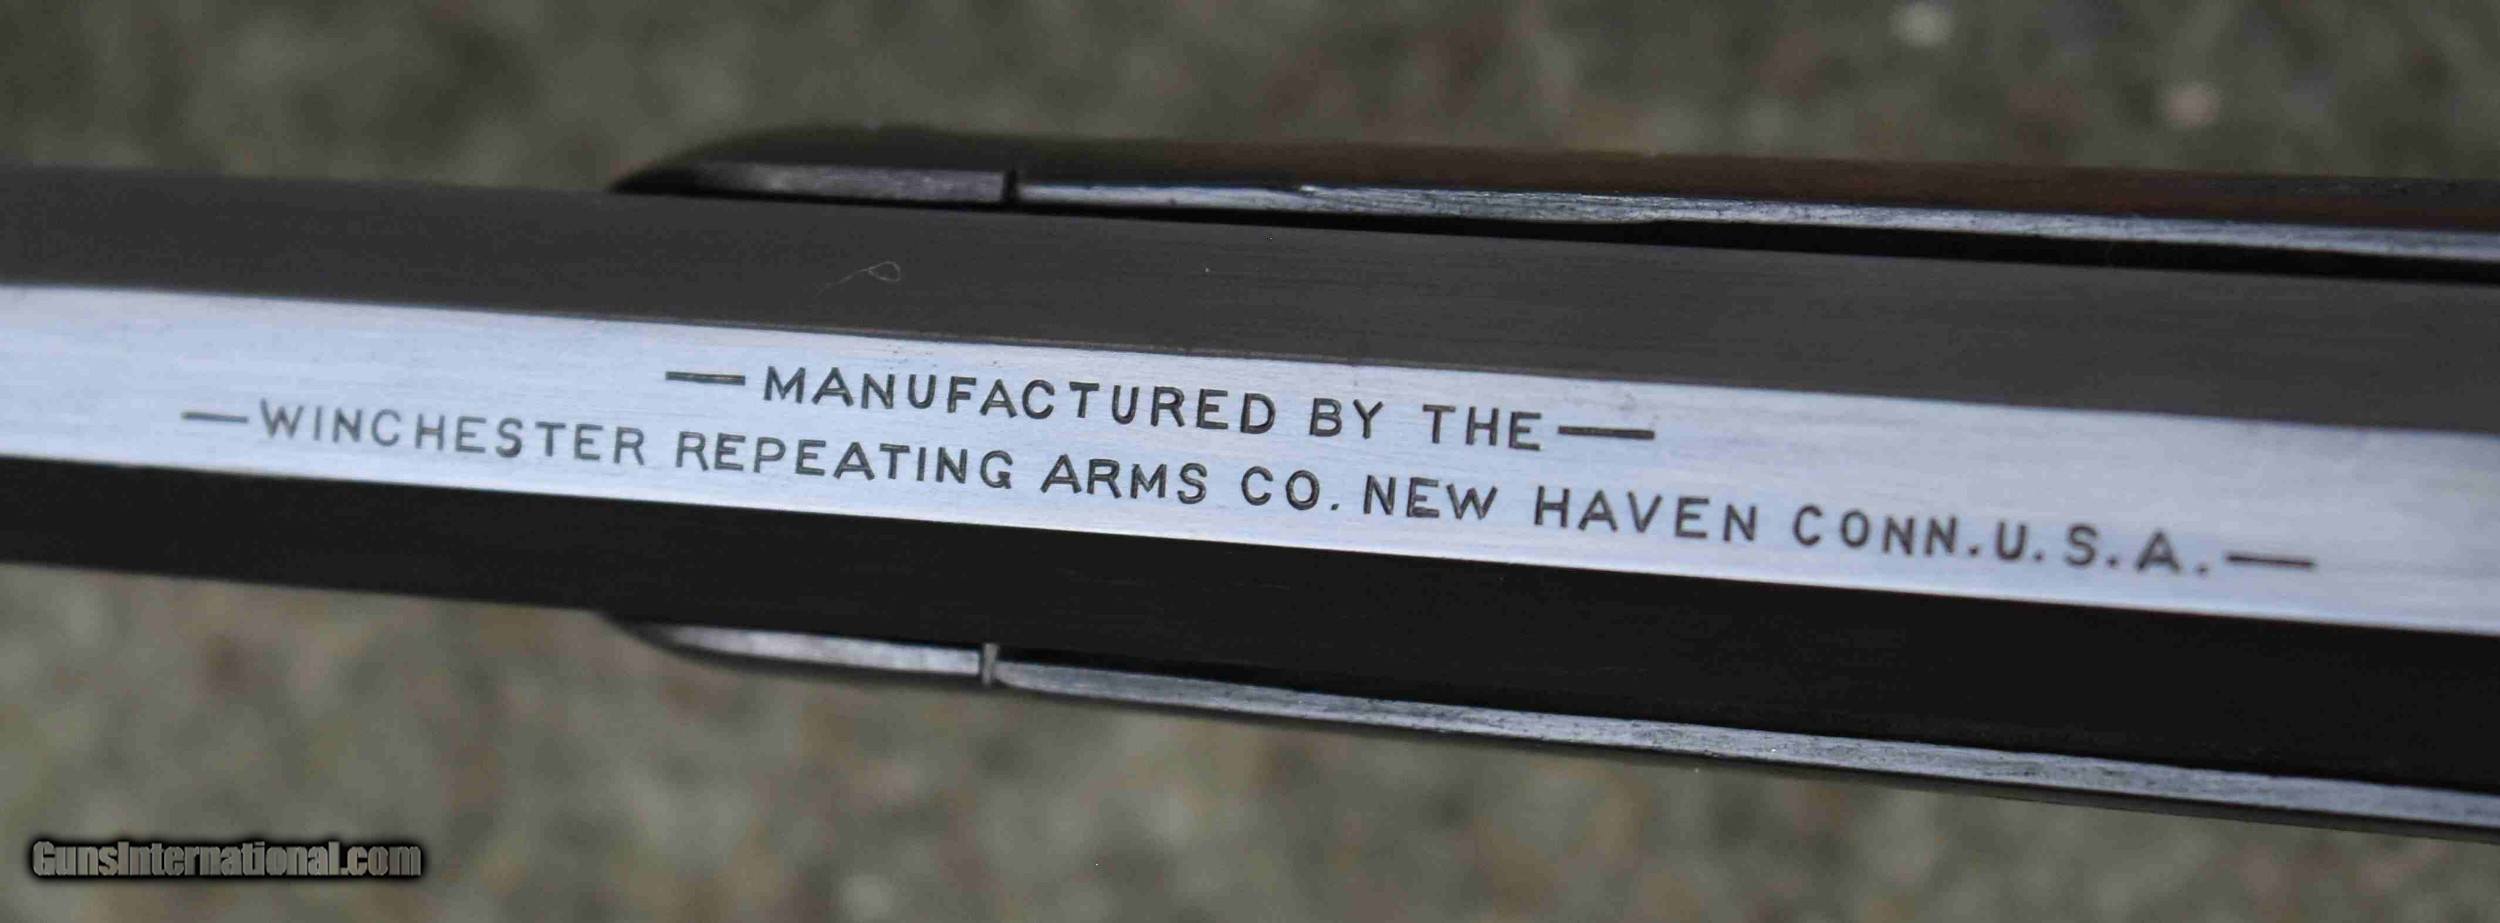 —MANUFACTURED BY THE—
—WINCHESTER REPEATING ARMS CO. NEW HAVEN CONN.U.S.A.—
GunsInternational.com